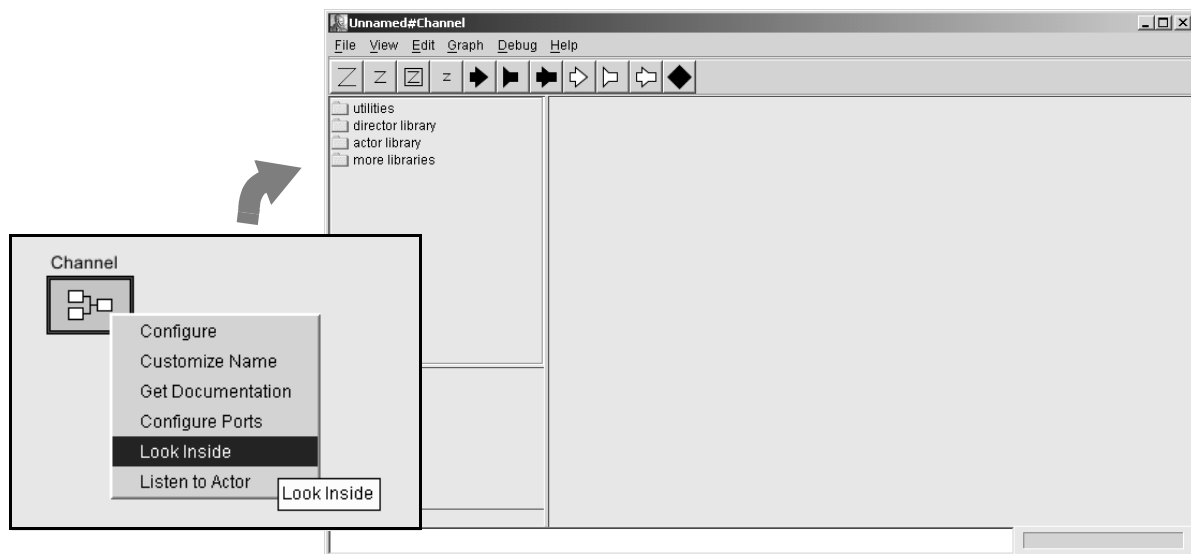 Unnamed#Channel
File View Edit Graph Debug Help
Z Z Z Z
utilities
director library
actor library
more libraries
Channel
Configure
Customize Name
Get Documentation
Configure Ports
Look Inside
Listen to Actor
Look Inside